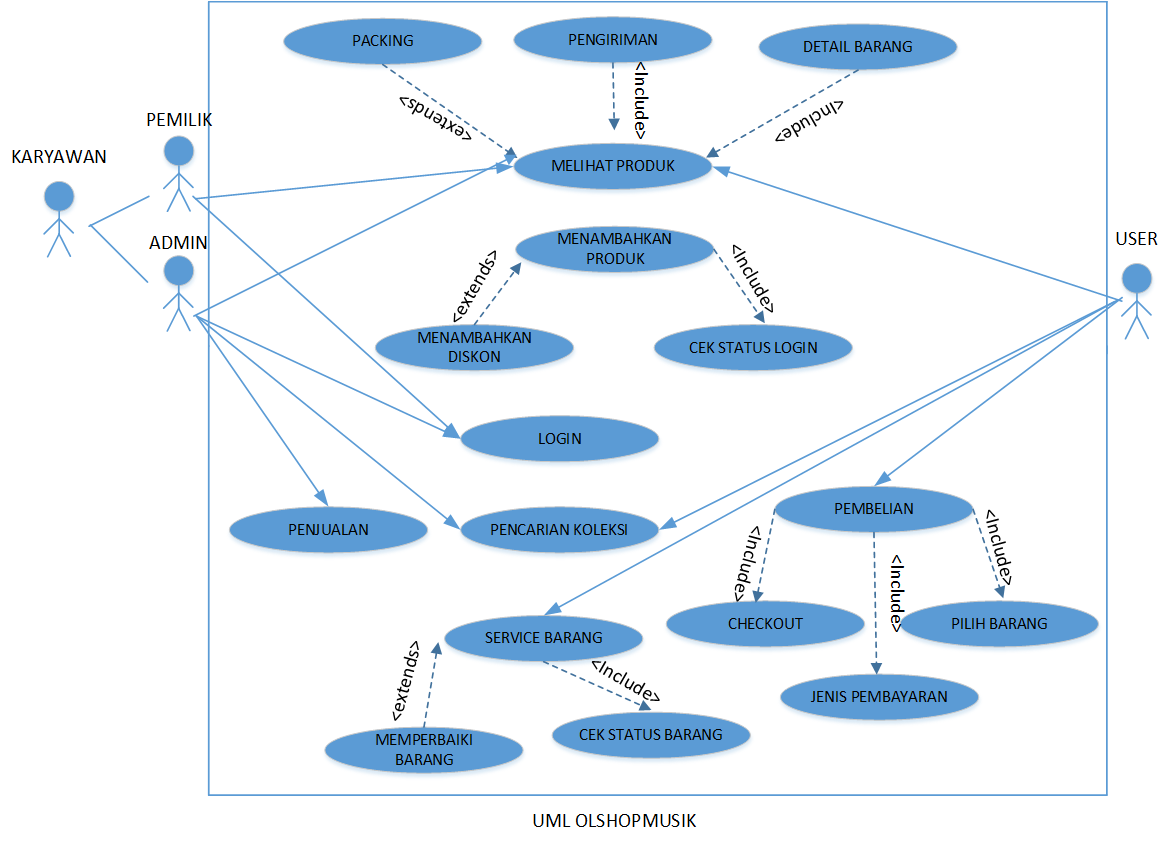 PACKING
PENGIRIMAN
DETAIL BARANG
<extends>
<Include>
<Include>
PEMILIK
KARYAWAN
MELIHAT PRODUK
ADMIN
USER
MENAMBAHKAN
PRODUK
<extends>
<Include>
MENAMBAHKAN
DISKON
CEK STATUS LOGIN
LOGIN
PENJUALAN
PENCARIAN KOLEKSI
PEMBELIAN
<Include>
<Include>
<Include>
CHECKOUT
PILIH BARANG
SERVICE BARANG
<extends>
<Include>
JENIS PEMBAYARAN
MEMPERBAIKI
BARANG
CEK STATUS BARANG
UML OLSHOPMUSIK